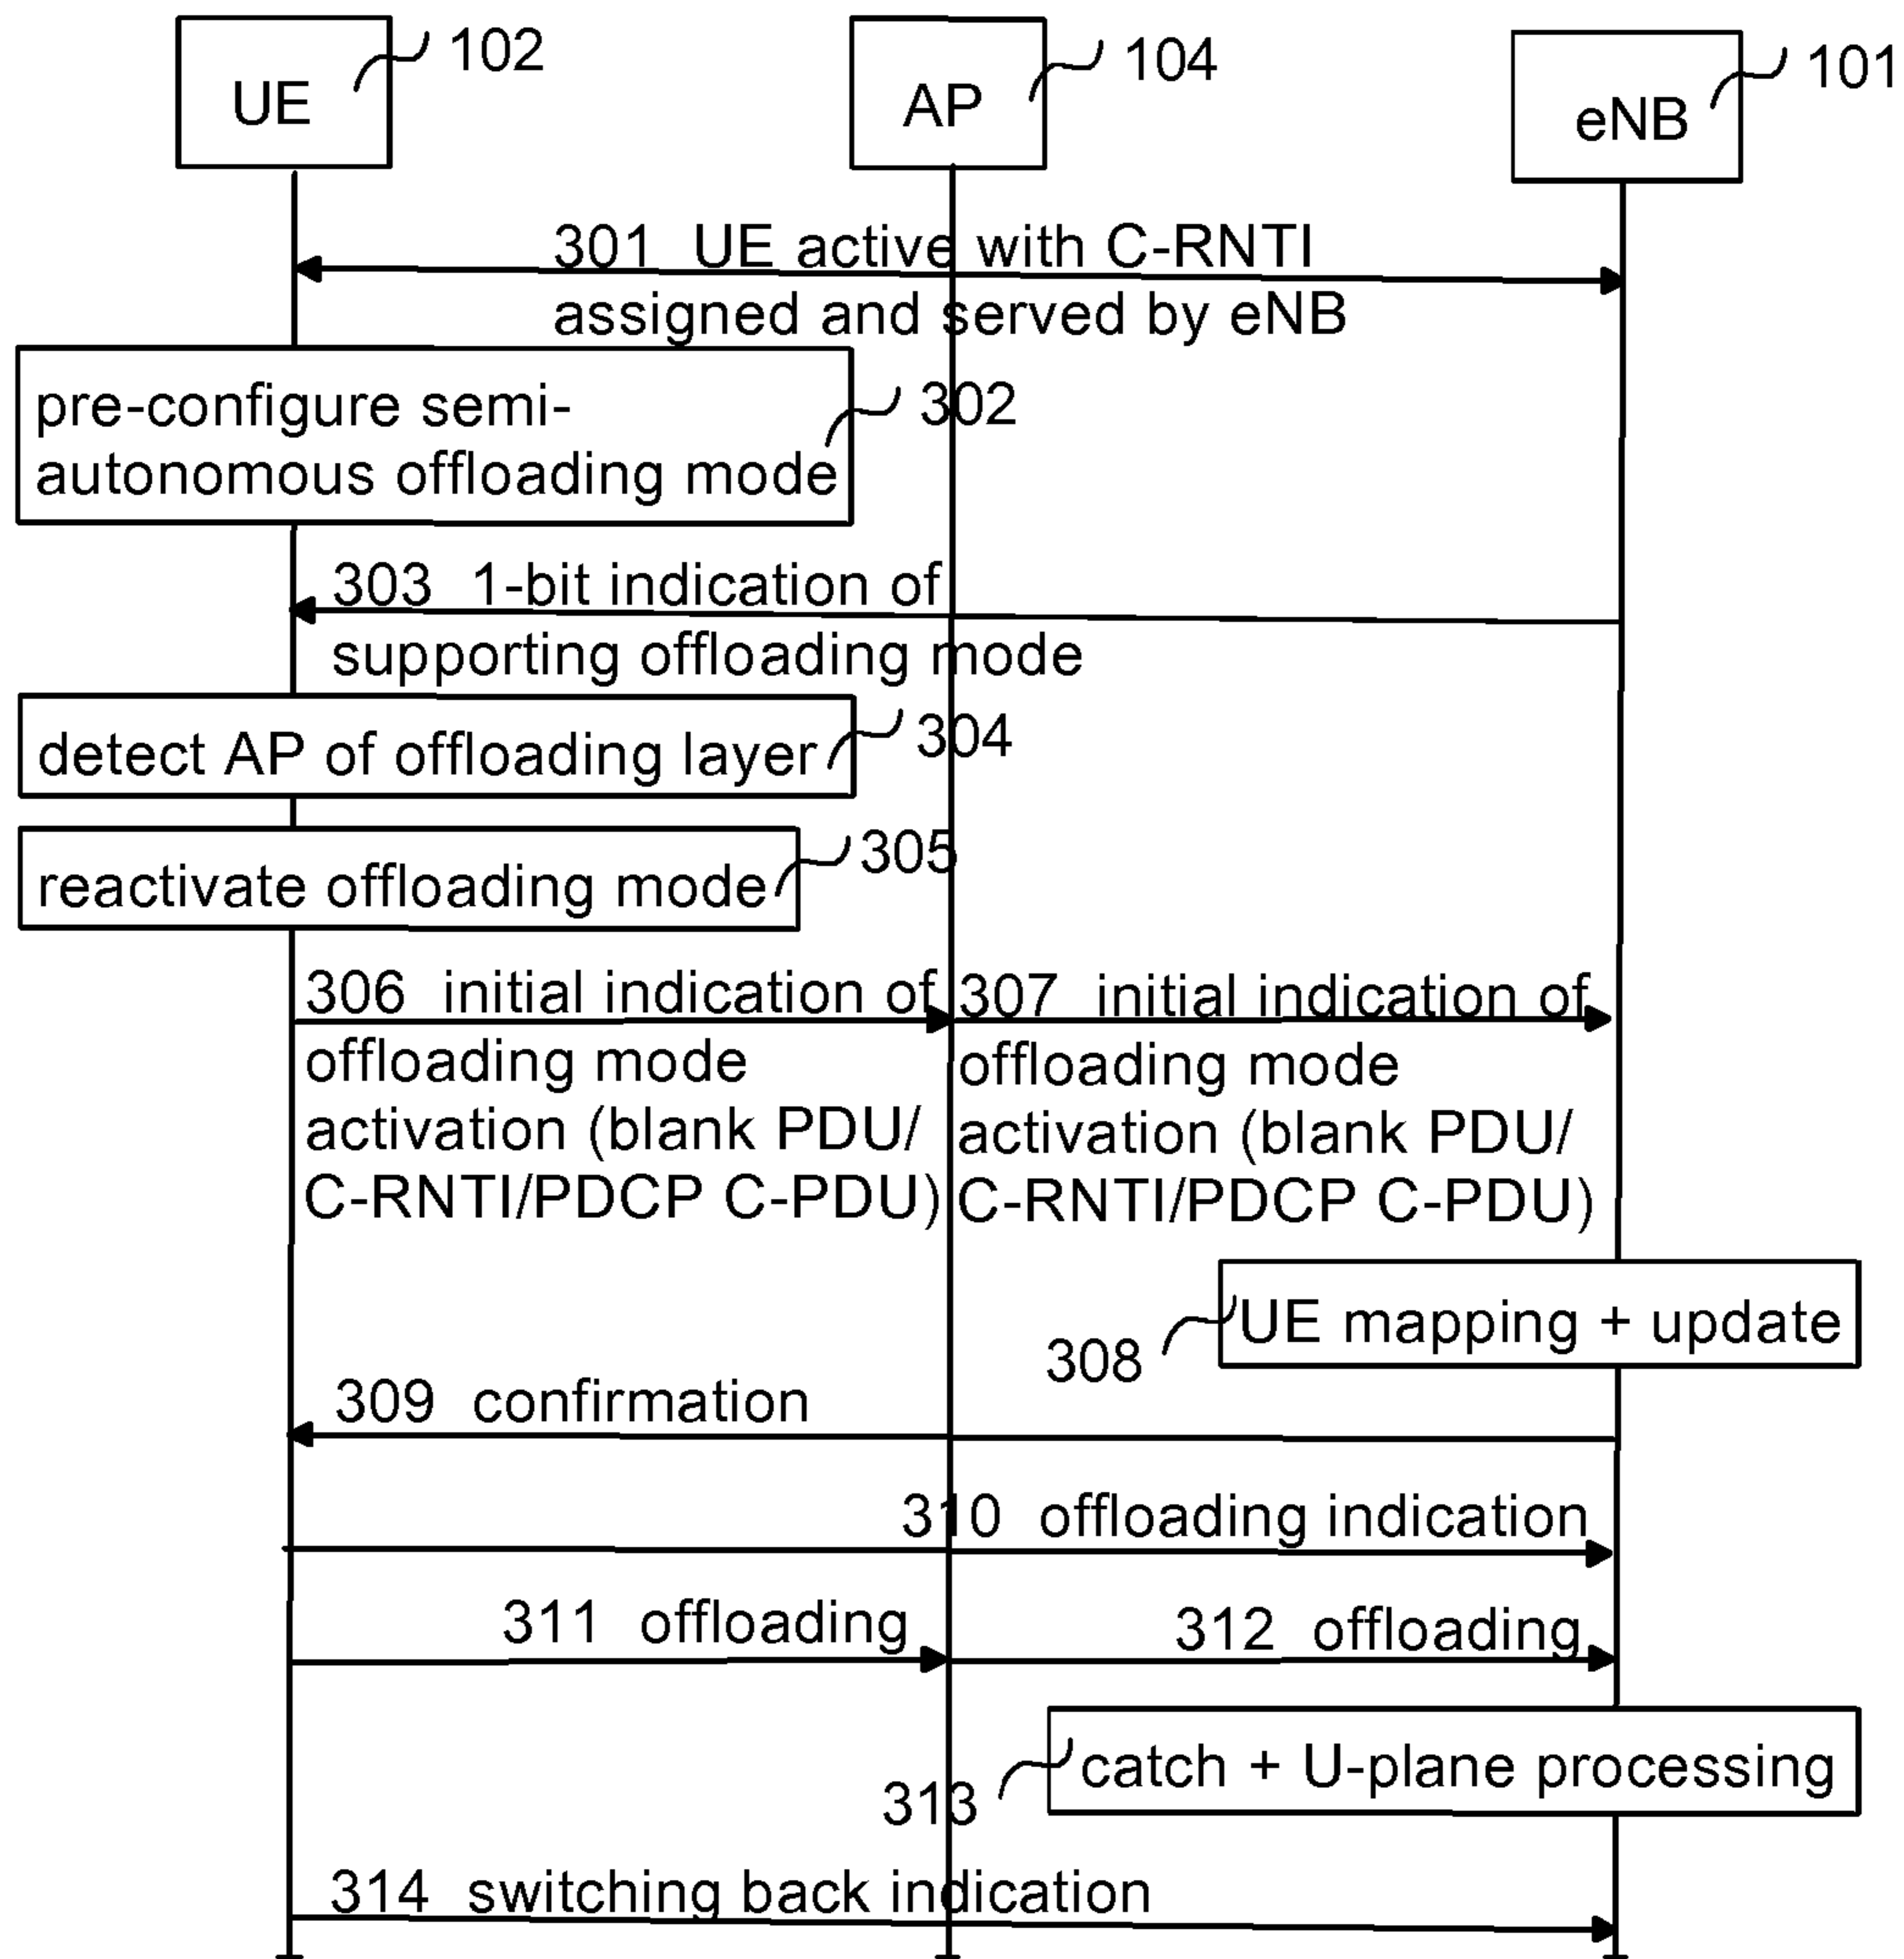 UE
102
AP
104
eNB
101
301 UE active with C-RNTI
assigned and served by eNB
pre-configure semi-
autonomous offloading mode
302
303 1-bit indication of
supporting offloading mode
detect AP of offloading layer
304
reactivate offloading mode
305
306 initial indication of
offloading mode
activation (blank PDU/
C-RNTI/PDCP C-PDU)
307 initial indication of
offloading mode
activation (blank PDU/
C-RNTI/PDCP C-PDU)
UE mapping + update
308
309 confirmation
310 offloading indication
311 offloading
312 offloading
catch + U-plane processing
313
314 switching back indication